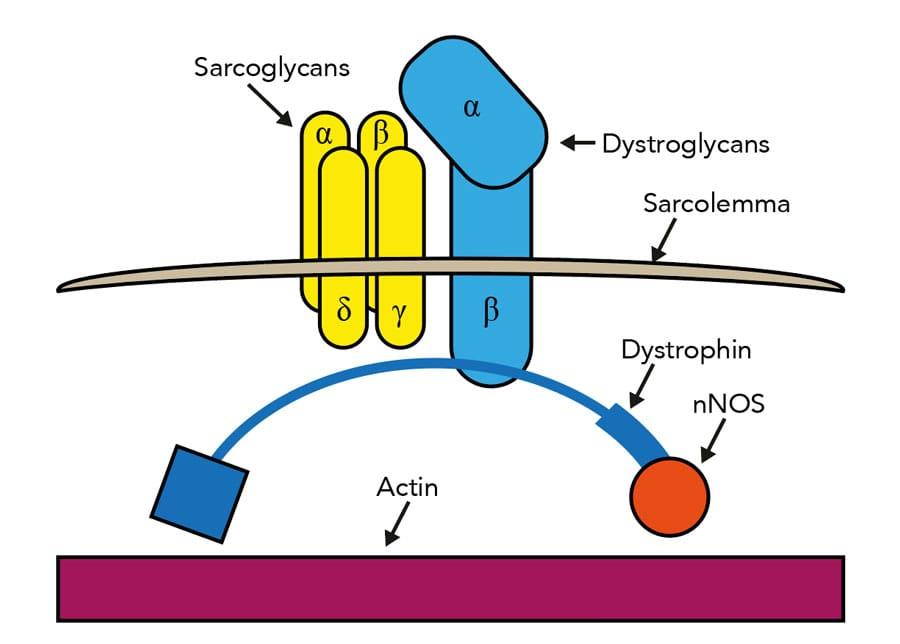 Sarcoglycans
α
β
α
Dystroglycans
Sarcolemma
δ
γ
β
Dystrophin
nNOS
Actin